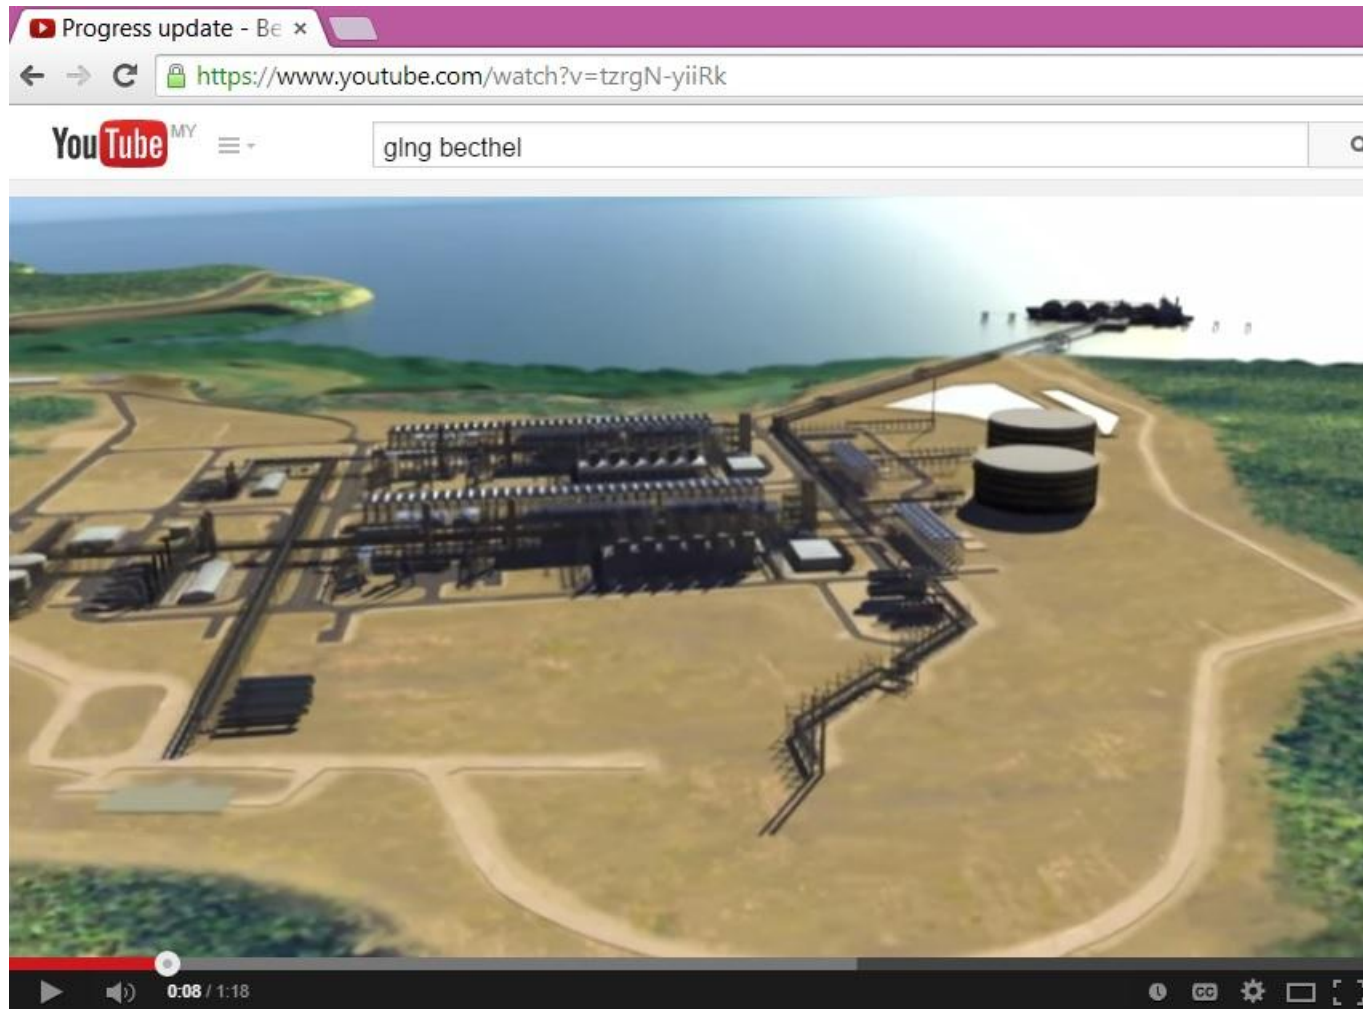 Progress update - Be
https://www.youtube.com/watch?v=tzrgN-yiiRk
YouTube MY
glng becthel
0:08 / 1:18
CC